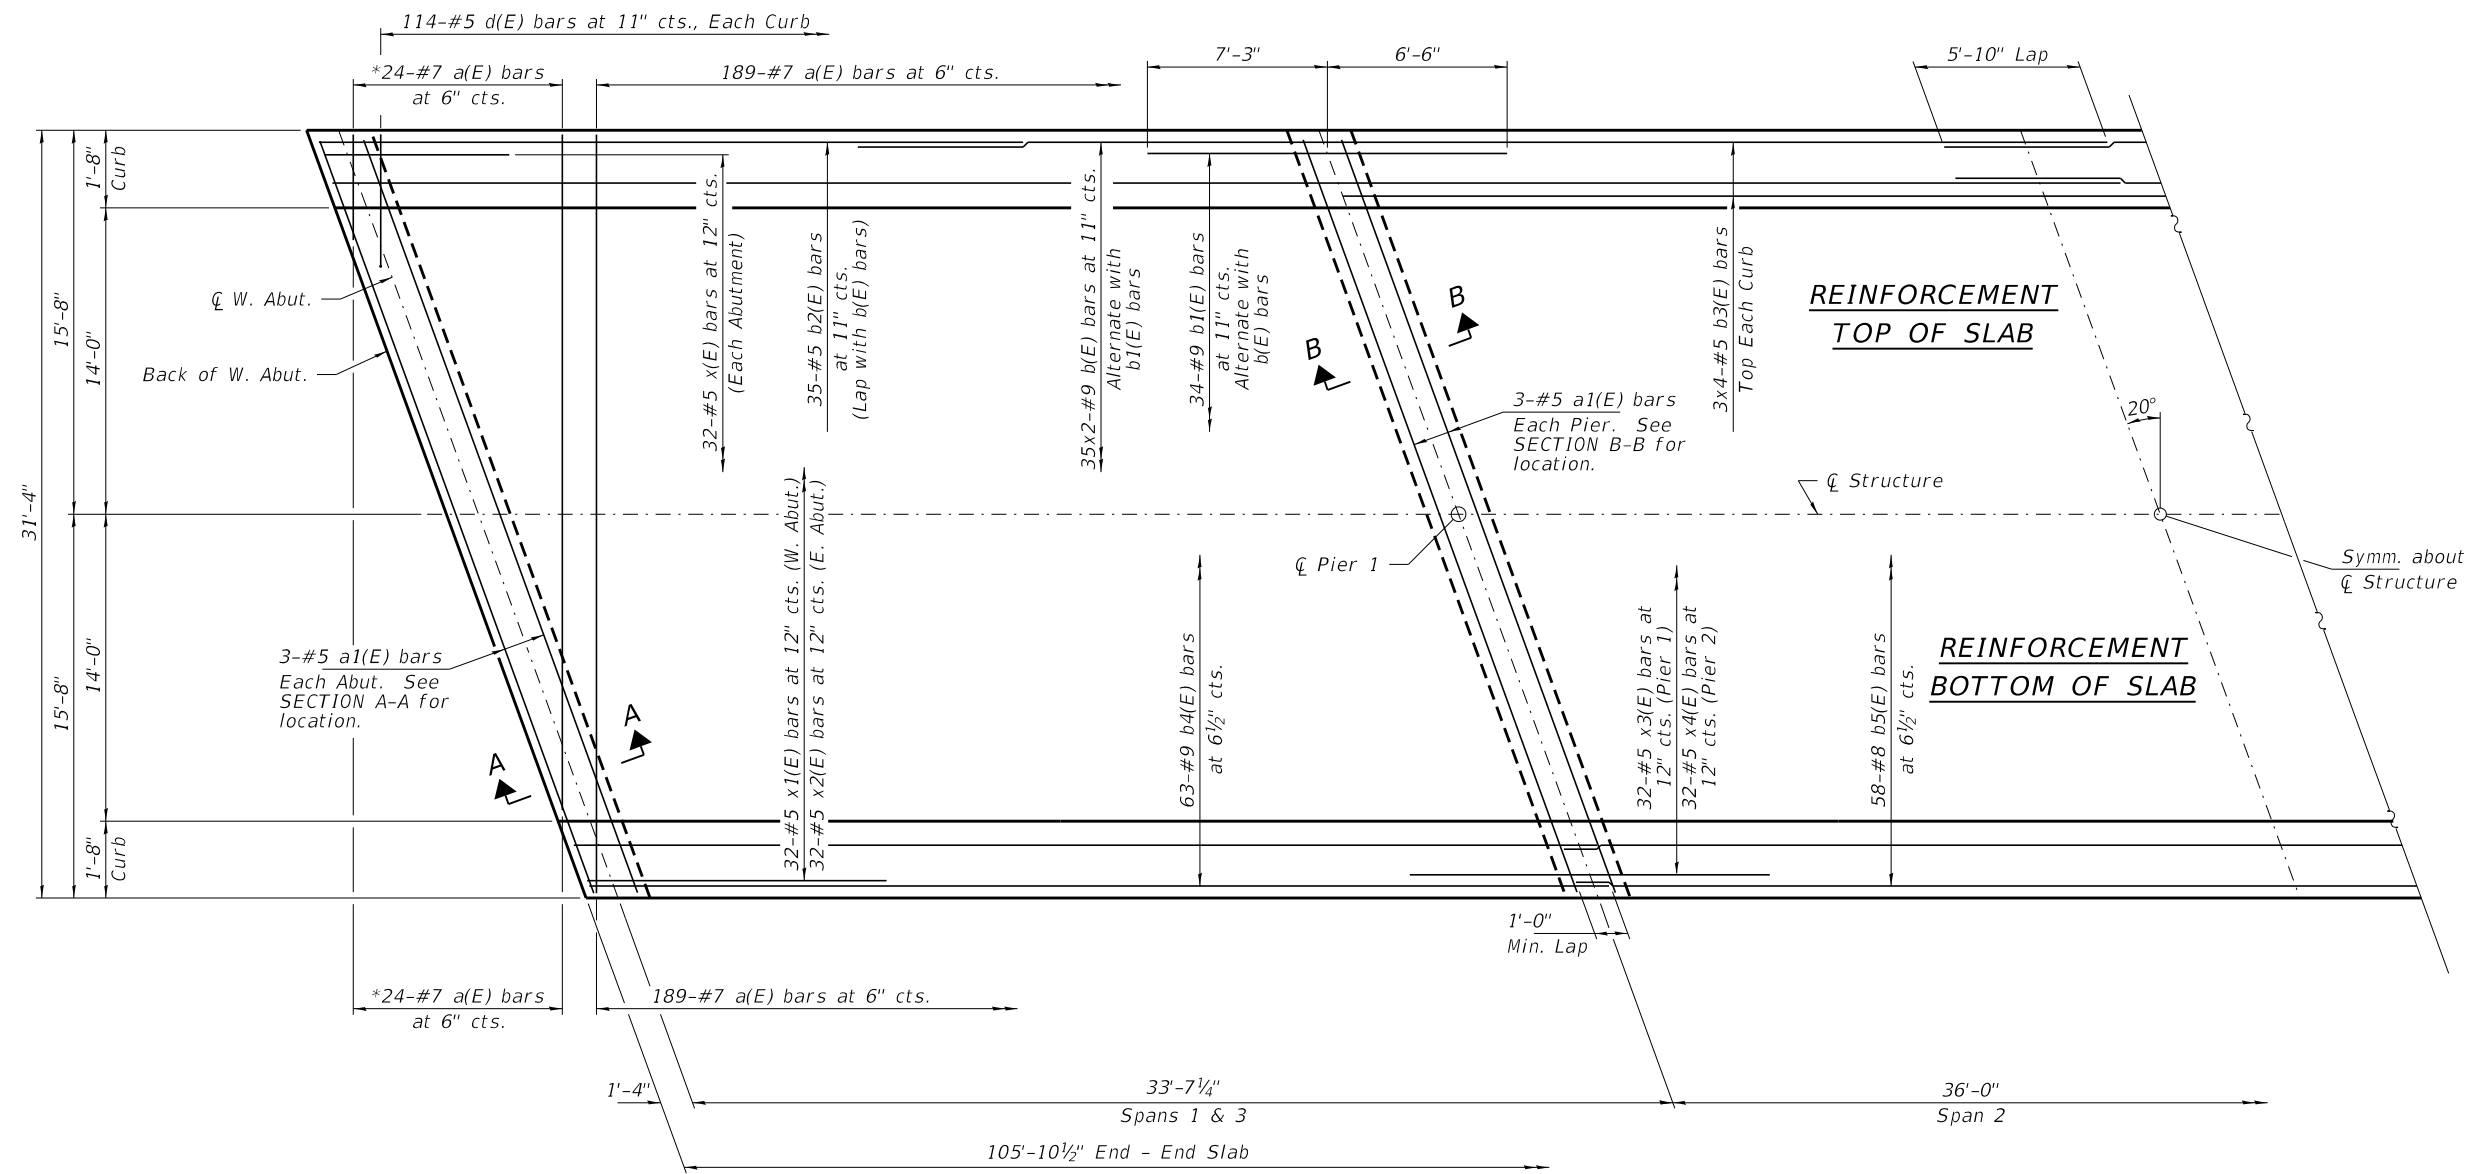 114-#5 d(E) bars at 11" cts., Each Curb
*24-#7 a(E) bars
at 6" cts.
189-#7 a(E) bars at 6" cts.
7'-3"
6'-6"
5'-10" Lap
31'-4"
15'-8"
15'-8"
1'-8"
Curb
14'-0"
14'-0"
1'-8"
Curb
℄ W. Abut.
Back of W. Abut.
32-#5 x(E) bars at 12" cts.
(Each Abutment)
35-#5 b2(E) bars
at 11" cts.
(Lap with b(E) bars)
35x2-#9 b(E) bars at 11" cts.
Alternate with
b1(E) bars
34-#9 b1(E) bars
at 11" cts.
Alternate with
b(E) bars
B
B
3-#5 a1(E) bars
Each Pier. See
SECTION B-B for
location.
3x4-#5 b3(E) bars
Top Each Curb
REINFORCEMENT
TOP OF SLAB
20°
℄ Structure
℄ Pier 1
Symm. about
℄ Structure
3-#5 a1(E) bars
Each Abut. See
SECTION A-A for
location.
A
A
32-#5 x1(E) bars at 12" cts. (W. Abut.)
32-#5 x2(E) bars at 12" cts. (E. Abut.)
63-#9 b4(E) bars
at 6½" cts.
32-#5 x3(E) bars at
12" cts. (Pier 1)
32-#5 x4(E) bars at
12" cts. (Pier 2)
58-#8 b5(E) bars
at 6½" cts.
REINFORCEMENT
BOTTOM OF SLAB
1'-0"
Min. Lap
*24-#7 a(E) bars
at 6" cts.
189-#7 a(E) bars at 6" cts.
1'-4"
33'-7¼"
Spans 1 & 3
36'-0"
Span 2
105'-10½" End - End Slab